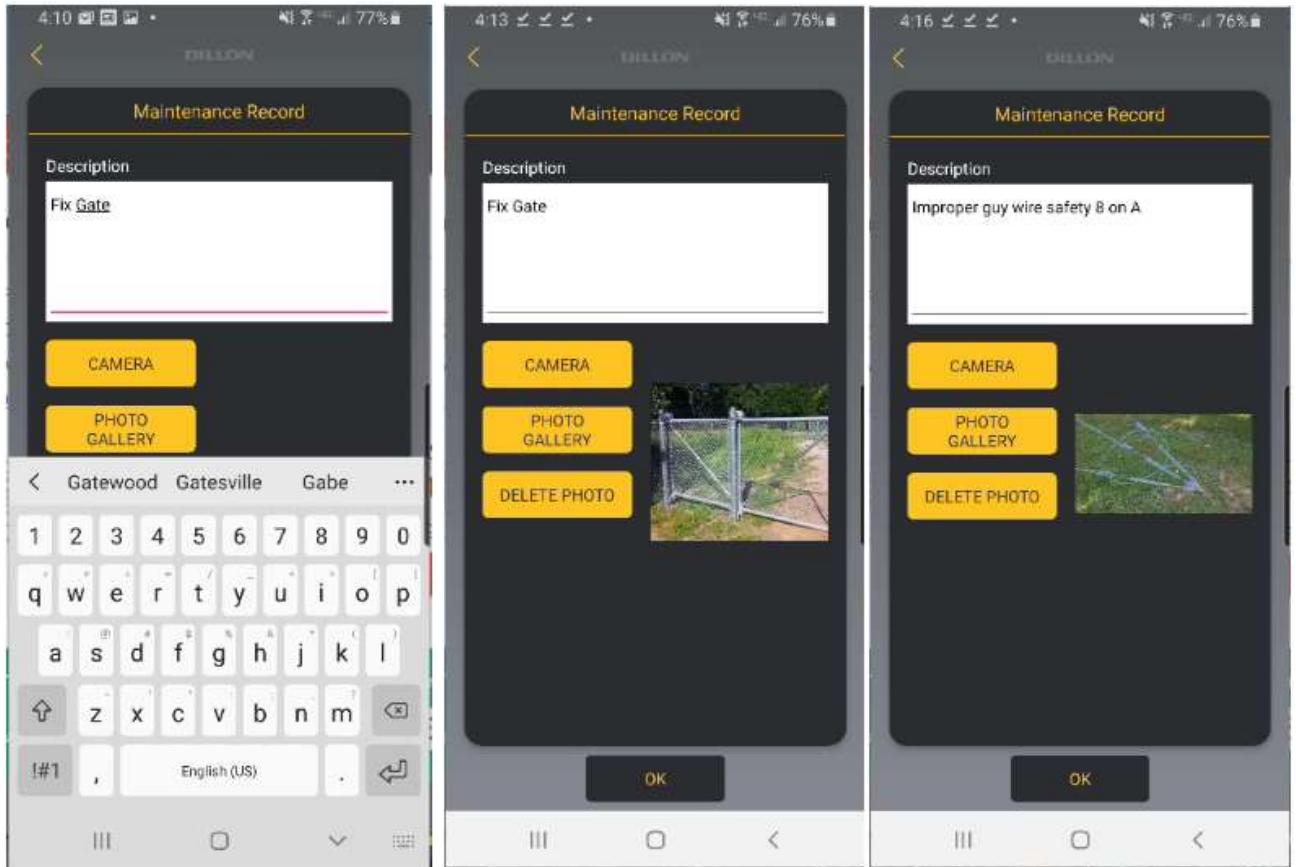 4:10
77%
DILLON
Maintenance Record
Description
Fix Gate
CAMERA
PHOTO
GALLERY
Gatewood Gatesville Gabe
1 2 3 4 5 6 7 8 9 0
q w e r t y u i o p
a s d f g h j k l
z x c v b n m
!#1 , English (US) .
4:13
76%
DILLON
Maintenance Record
Description
Fix Gate
CAMERA
PHOTO
GALLERY
DELETE PHOTO
OK
4:16
76%
DILLON
Maintenance Record
Description
Improper guy wire safety 8 on A
CAMERA
PHOTO
GALLERY
DELETE PHOTO
OK